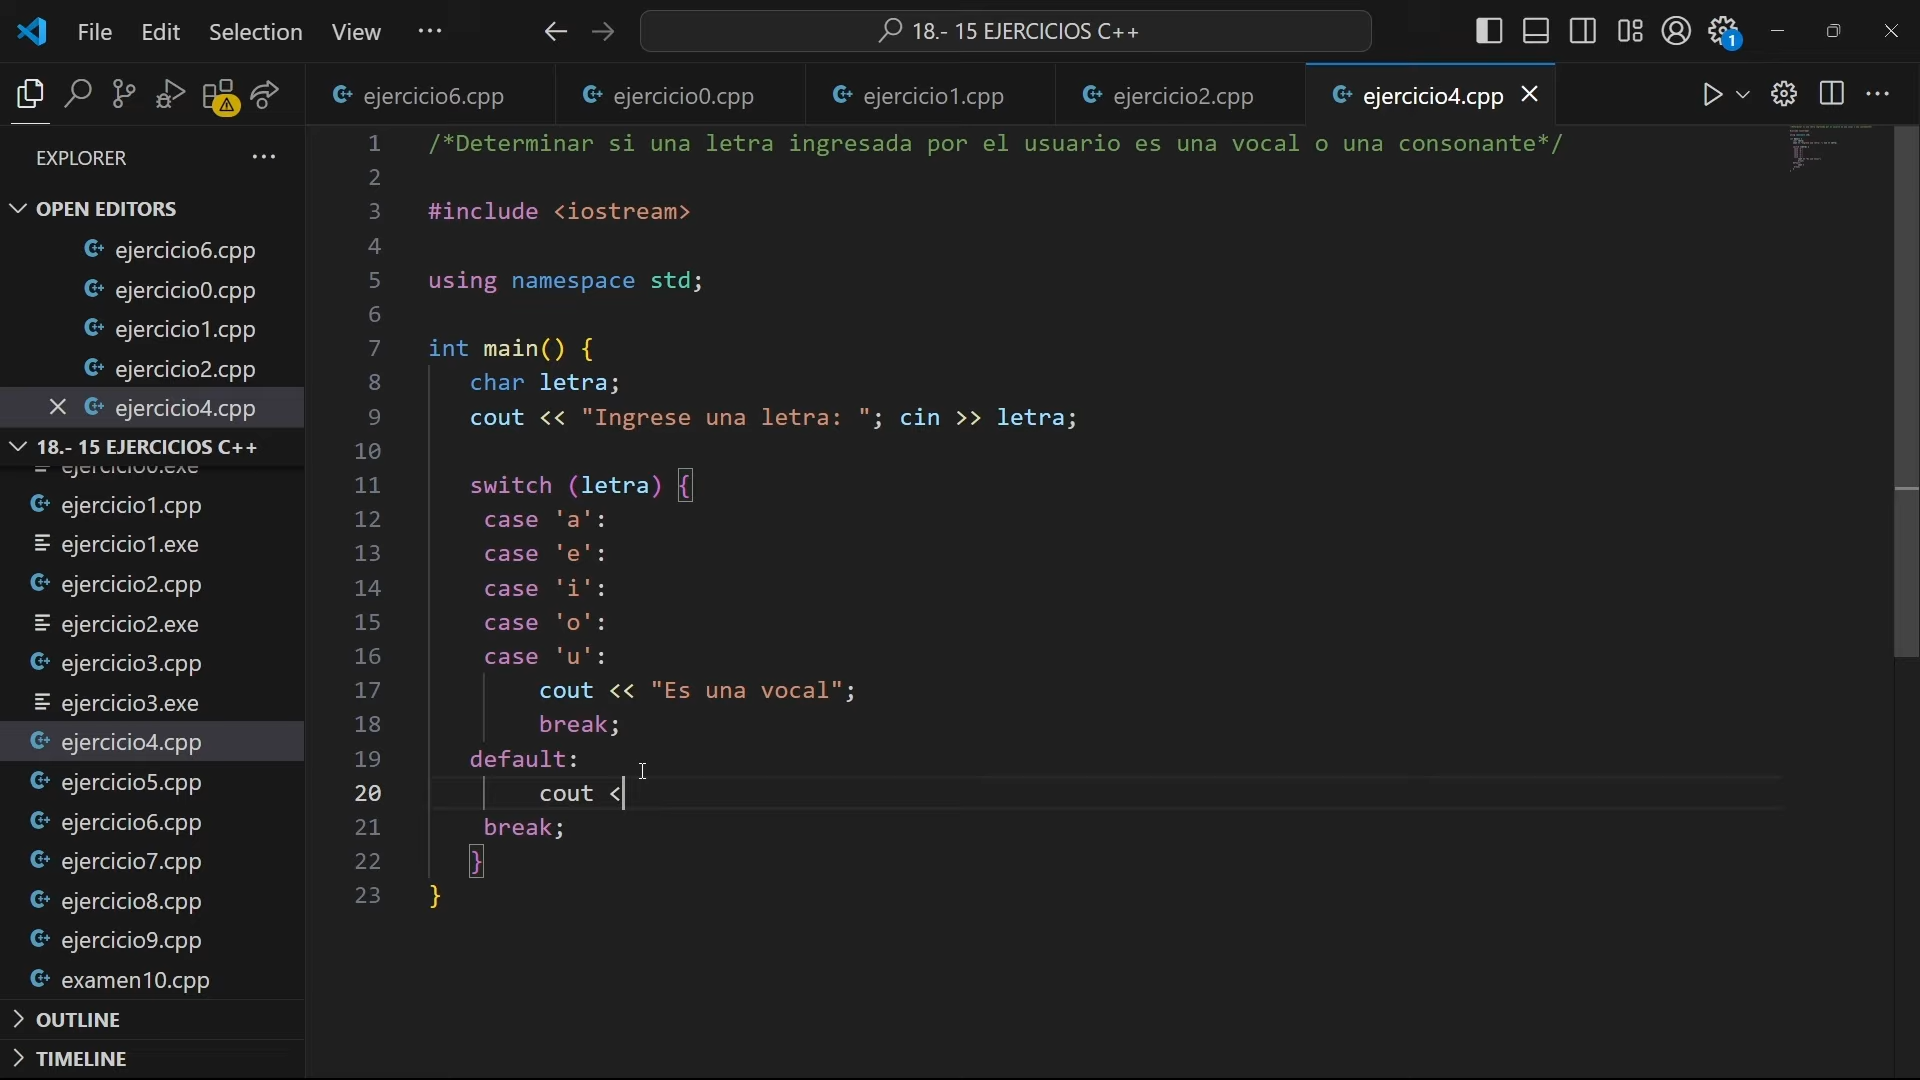 File Edit Selection View ···
18.- 15 EJERCICIOS C++
1
ejercicio6.cpp
ejercicio0.cpp
ejercicio1.cpp
ejercicio2.cpp
ejercicio4.cpp
EXPLORER
OPEN EDITORS
ejercicio6.cpp
ejercicio0.cpp
ejercicio1.cpp
ejercicio2.cpp
ejercicio4.cpp
18.- 15 EJERCICIOS C++
ejercicio0.exe
ejercicio1.cpp
ejercicio1.exe
ejercicio2.cpp
ejercicio2.exe
ejercicio3.cpp
ejercicio3.exe
ejercicio4.cpp
ejercicio5.cpp
ejercicio6.cpp
ejercicio7.cpp
ejercicio8.cpp
ejercicio9.cpp
examen10.cpp
OUTLINE
TIMELINE
1 /*Determinar si una letra ingresada por el usuario es una vocal o una consonante*/
2
3 #include <iostream>
4
5 using namespace std;
6
7 int main() {
8 char letra;
9 cout << "Ingrese una letra: "; cin >> letra;
10
11 switch (letra) {
12 case 'a':
13 case 'e':
14 case 'i':
15 case 'o':
16 case 'u':
17 cout << "Es una vocal";
18 break;
19 default:
20 cout <
21 break;
22 }
23 }